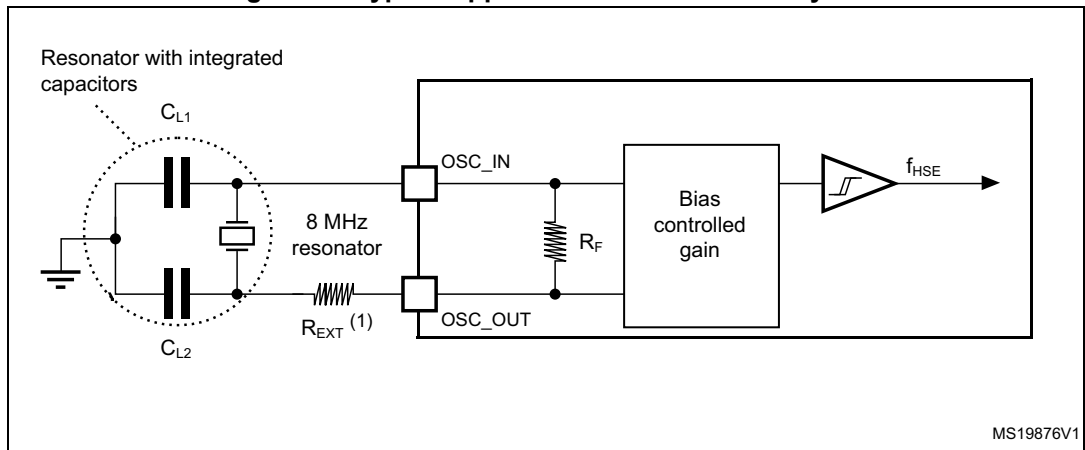 Resonator with integrated
capacitors
CL1
OSC_IN
fHSE
8 MHz
resonator
RF
Bias
controlled
gain
REXT (1)
OSC_OUT
CL2
MS19876V1